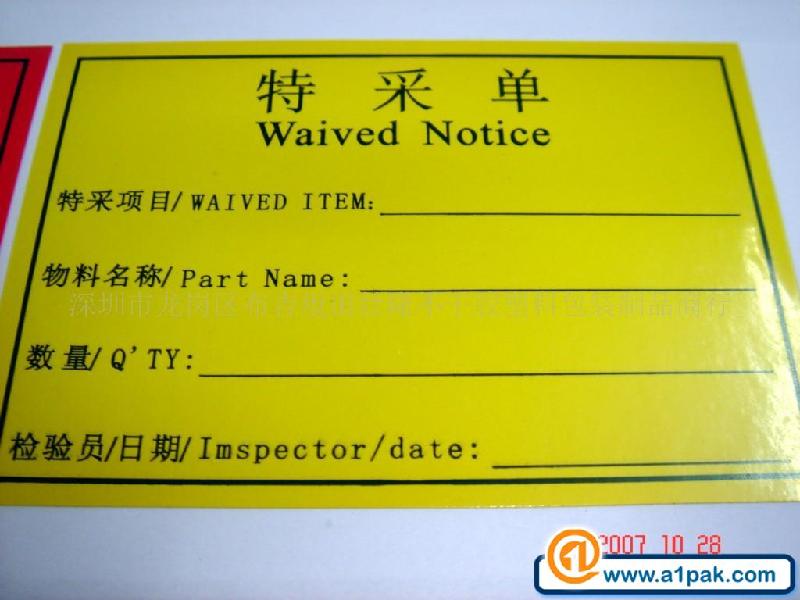 特采单
Waived Notice
特采项目/WAIVED ITEM:
物料名称/Part Name:
数量/Q'TY:
检验员/日期/Imspector/date:
2007 10 28
www.a1pak.com